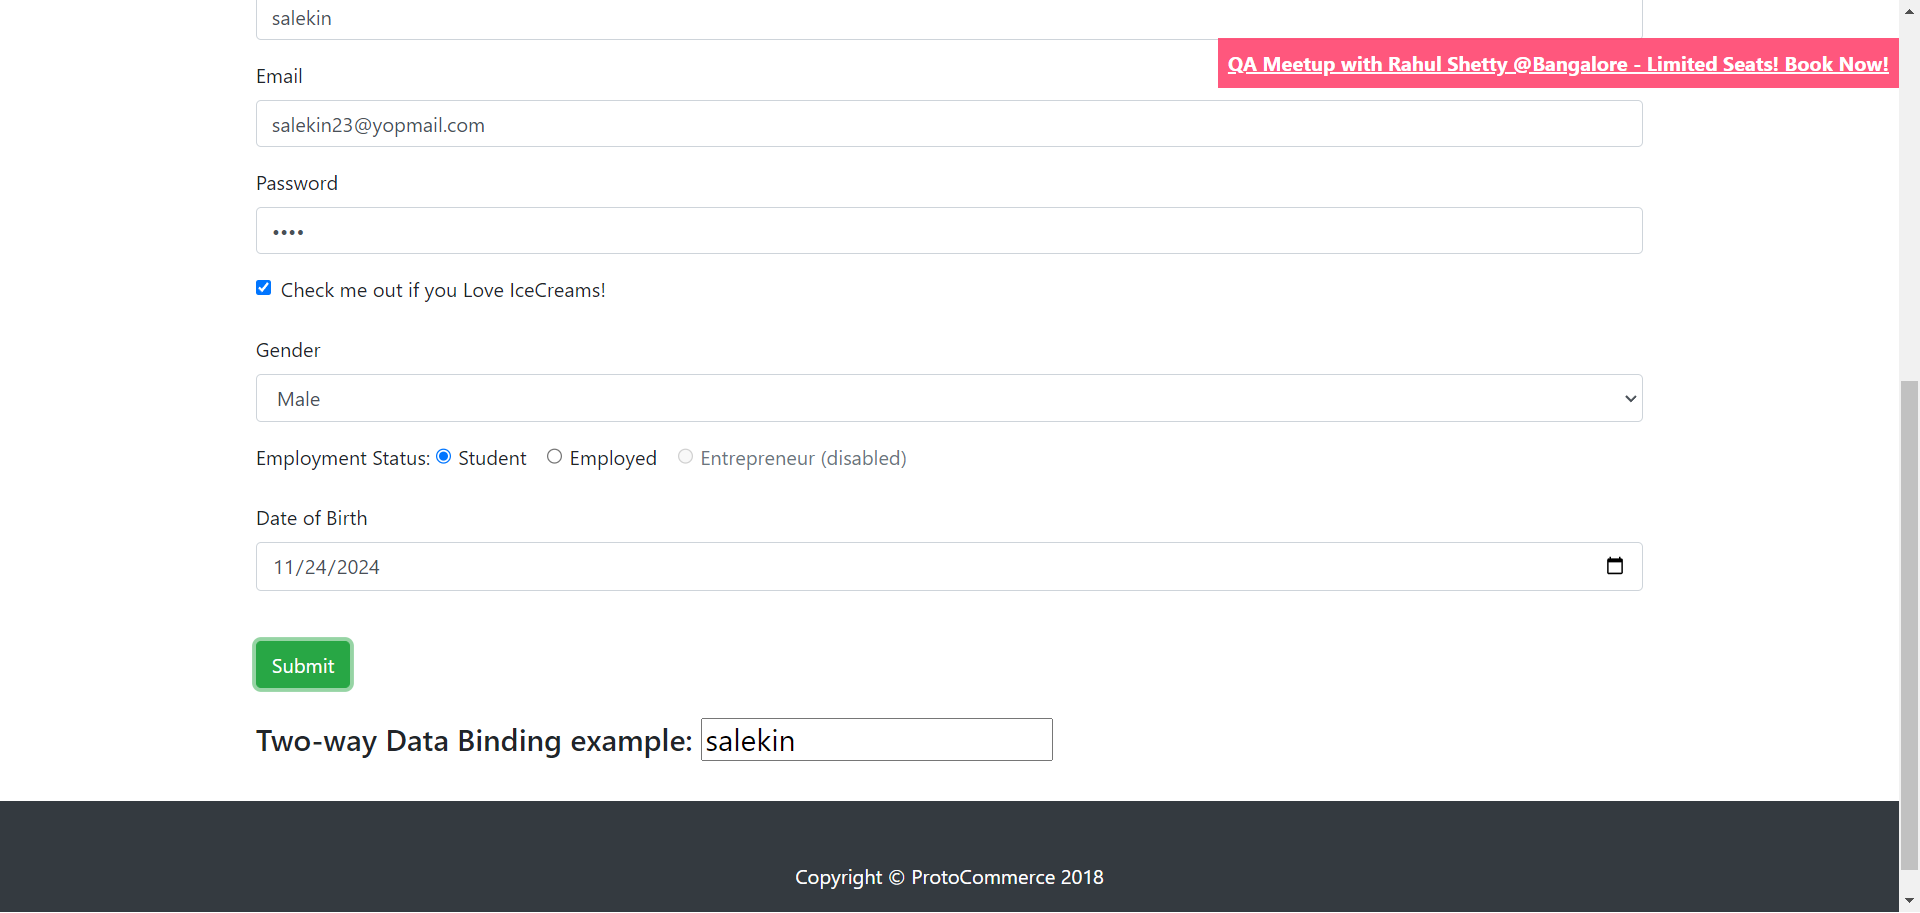 salekin
QA Meetup with Rahul Shetty @Bangalore - Limited Seats! Book Now!
Email
salekin23@yopmail.com
Password
••••
Check me out if you Love IceCreams!
Gender
Male
Employment Status: Student Employed Entrepreneur (disabled)
Date of Birth
11/24/2024
Submit
Two-way Data Binding example: salekin
Copyright © ProtoCommerce 2018